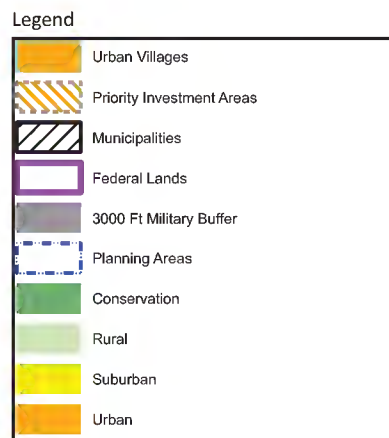 Legend
Urban Villages
Priority Investment Areas
Municipalities
Federal Lands
3000 Ft Military Buffer
Planning Areas
Conservation
Rural
Suburban
Urban